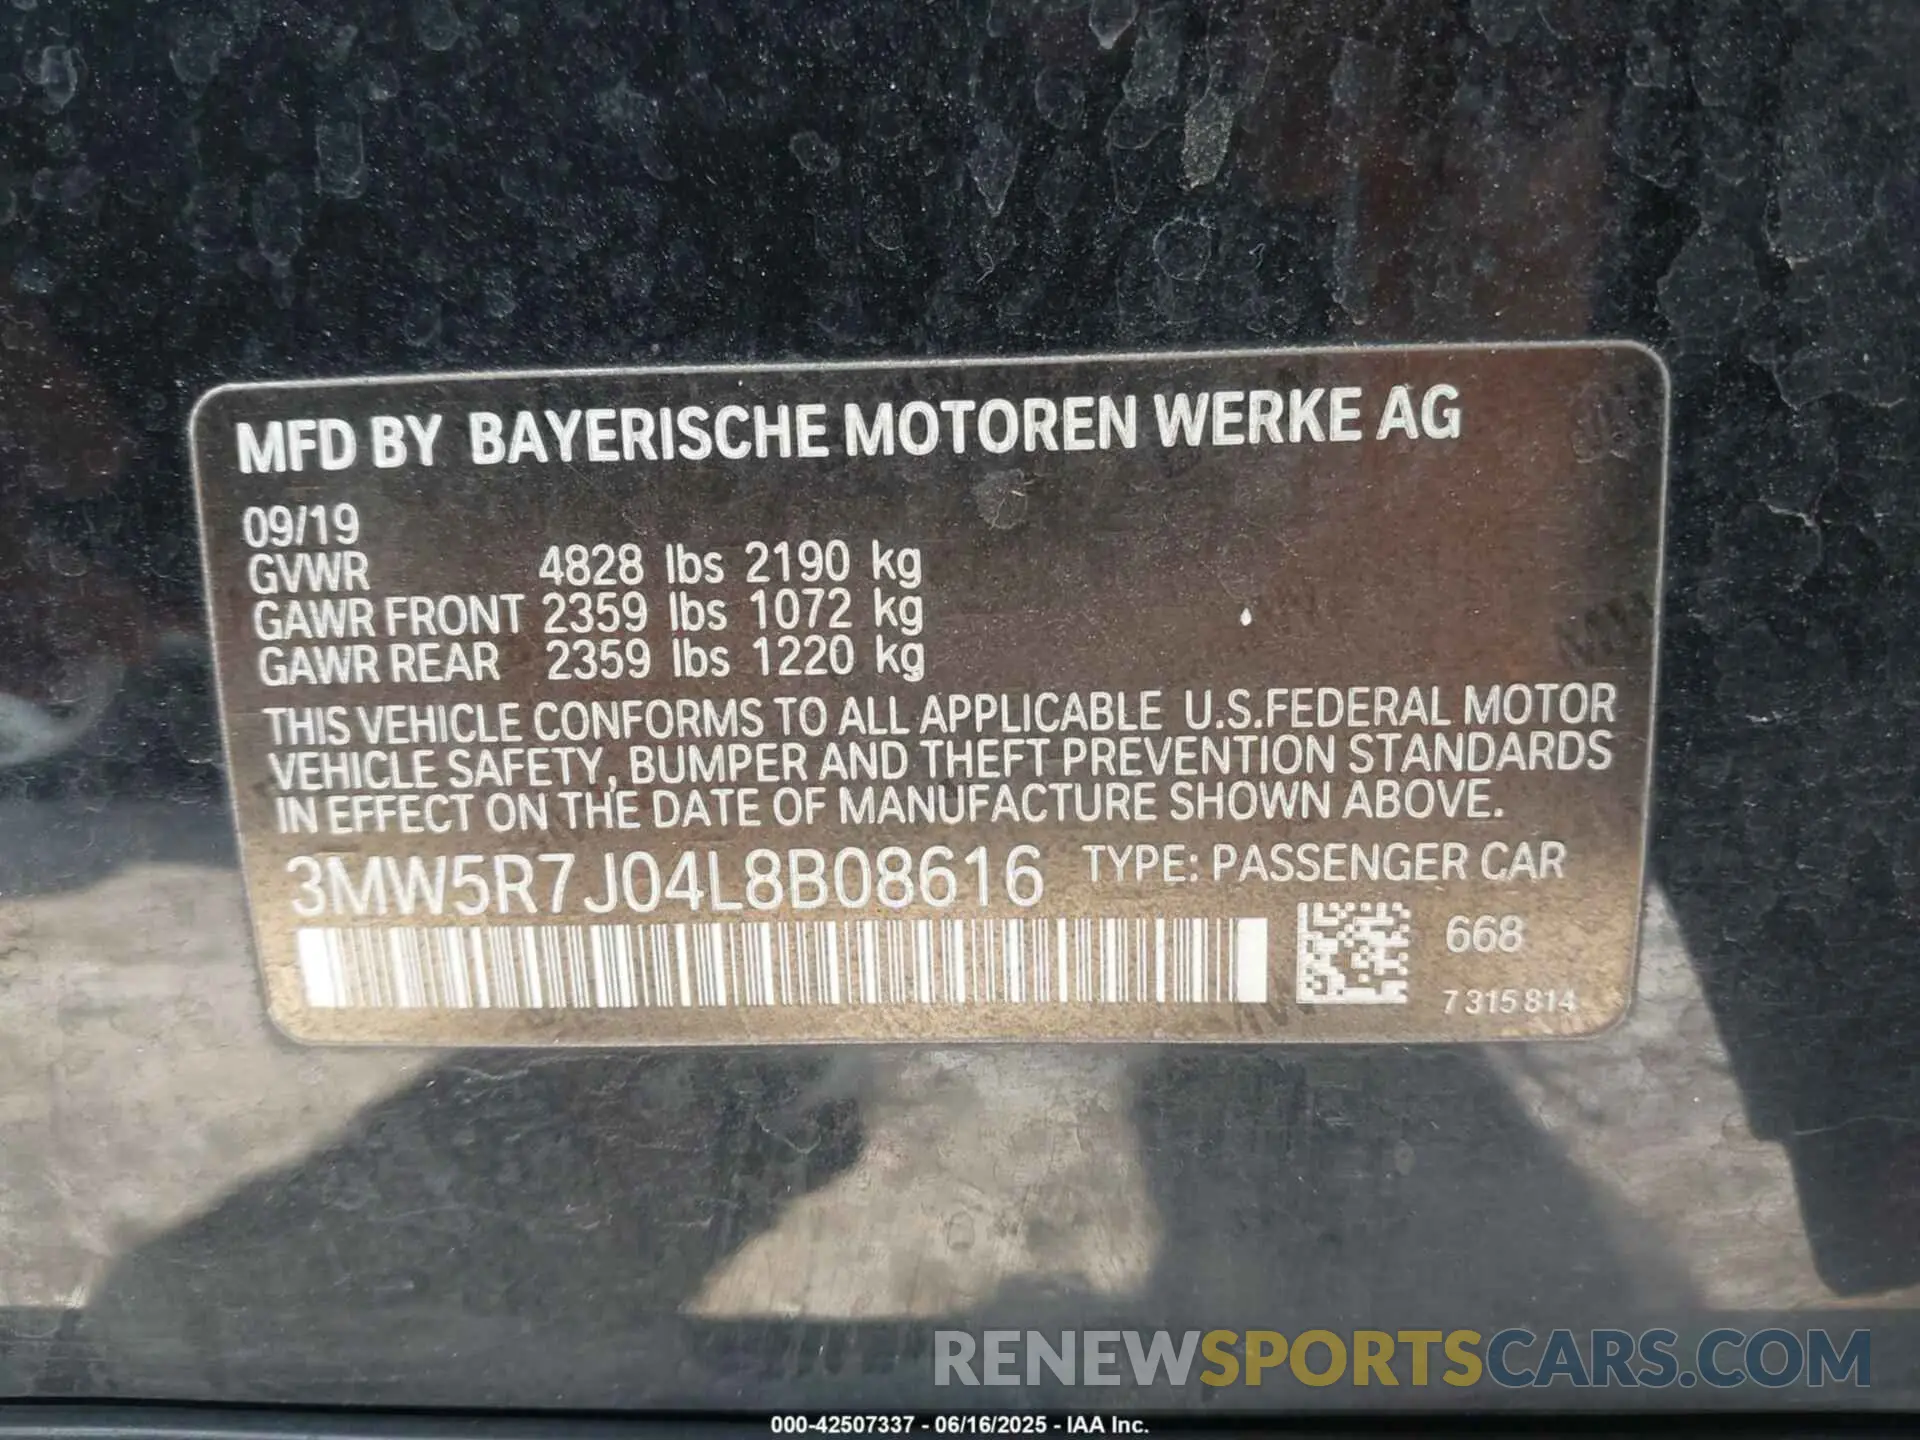 MFD BY BAYERISCHE MOTOREN WERKE AG
09/19
GVWR 4828 lbs 2190 kg
GAWR FRONT 2359 lbs 1072 kg
GAWR REAR 2359 lbs 1220 kg
THIS VEHICLE CONFORMS TO ALL APPLICABLE U.S.FEDERAL MOTOR
VEHICLE SAFETY, BUMPER AND THEFT PREVENTION STANDARDS
IN EFFECT ON THE DATE OF MANUFACTURE SHOWN ABOVE.
3MW5R7J04L8B08616 TYPE: PASSENGER CAR
668
7 315 814
RENEWSPORTSCARS.COM
000-42507337 - 06/16/2025 - IAA Inc.